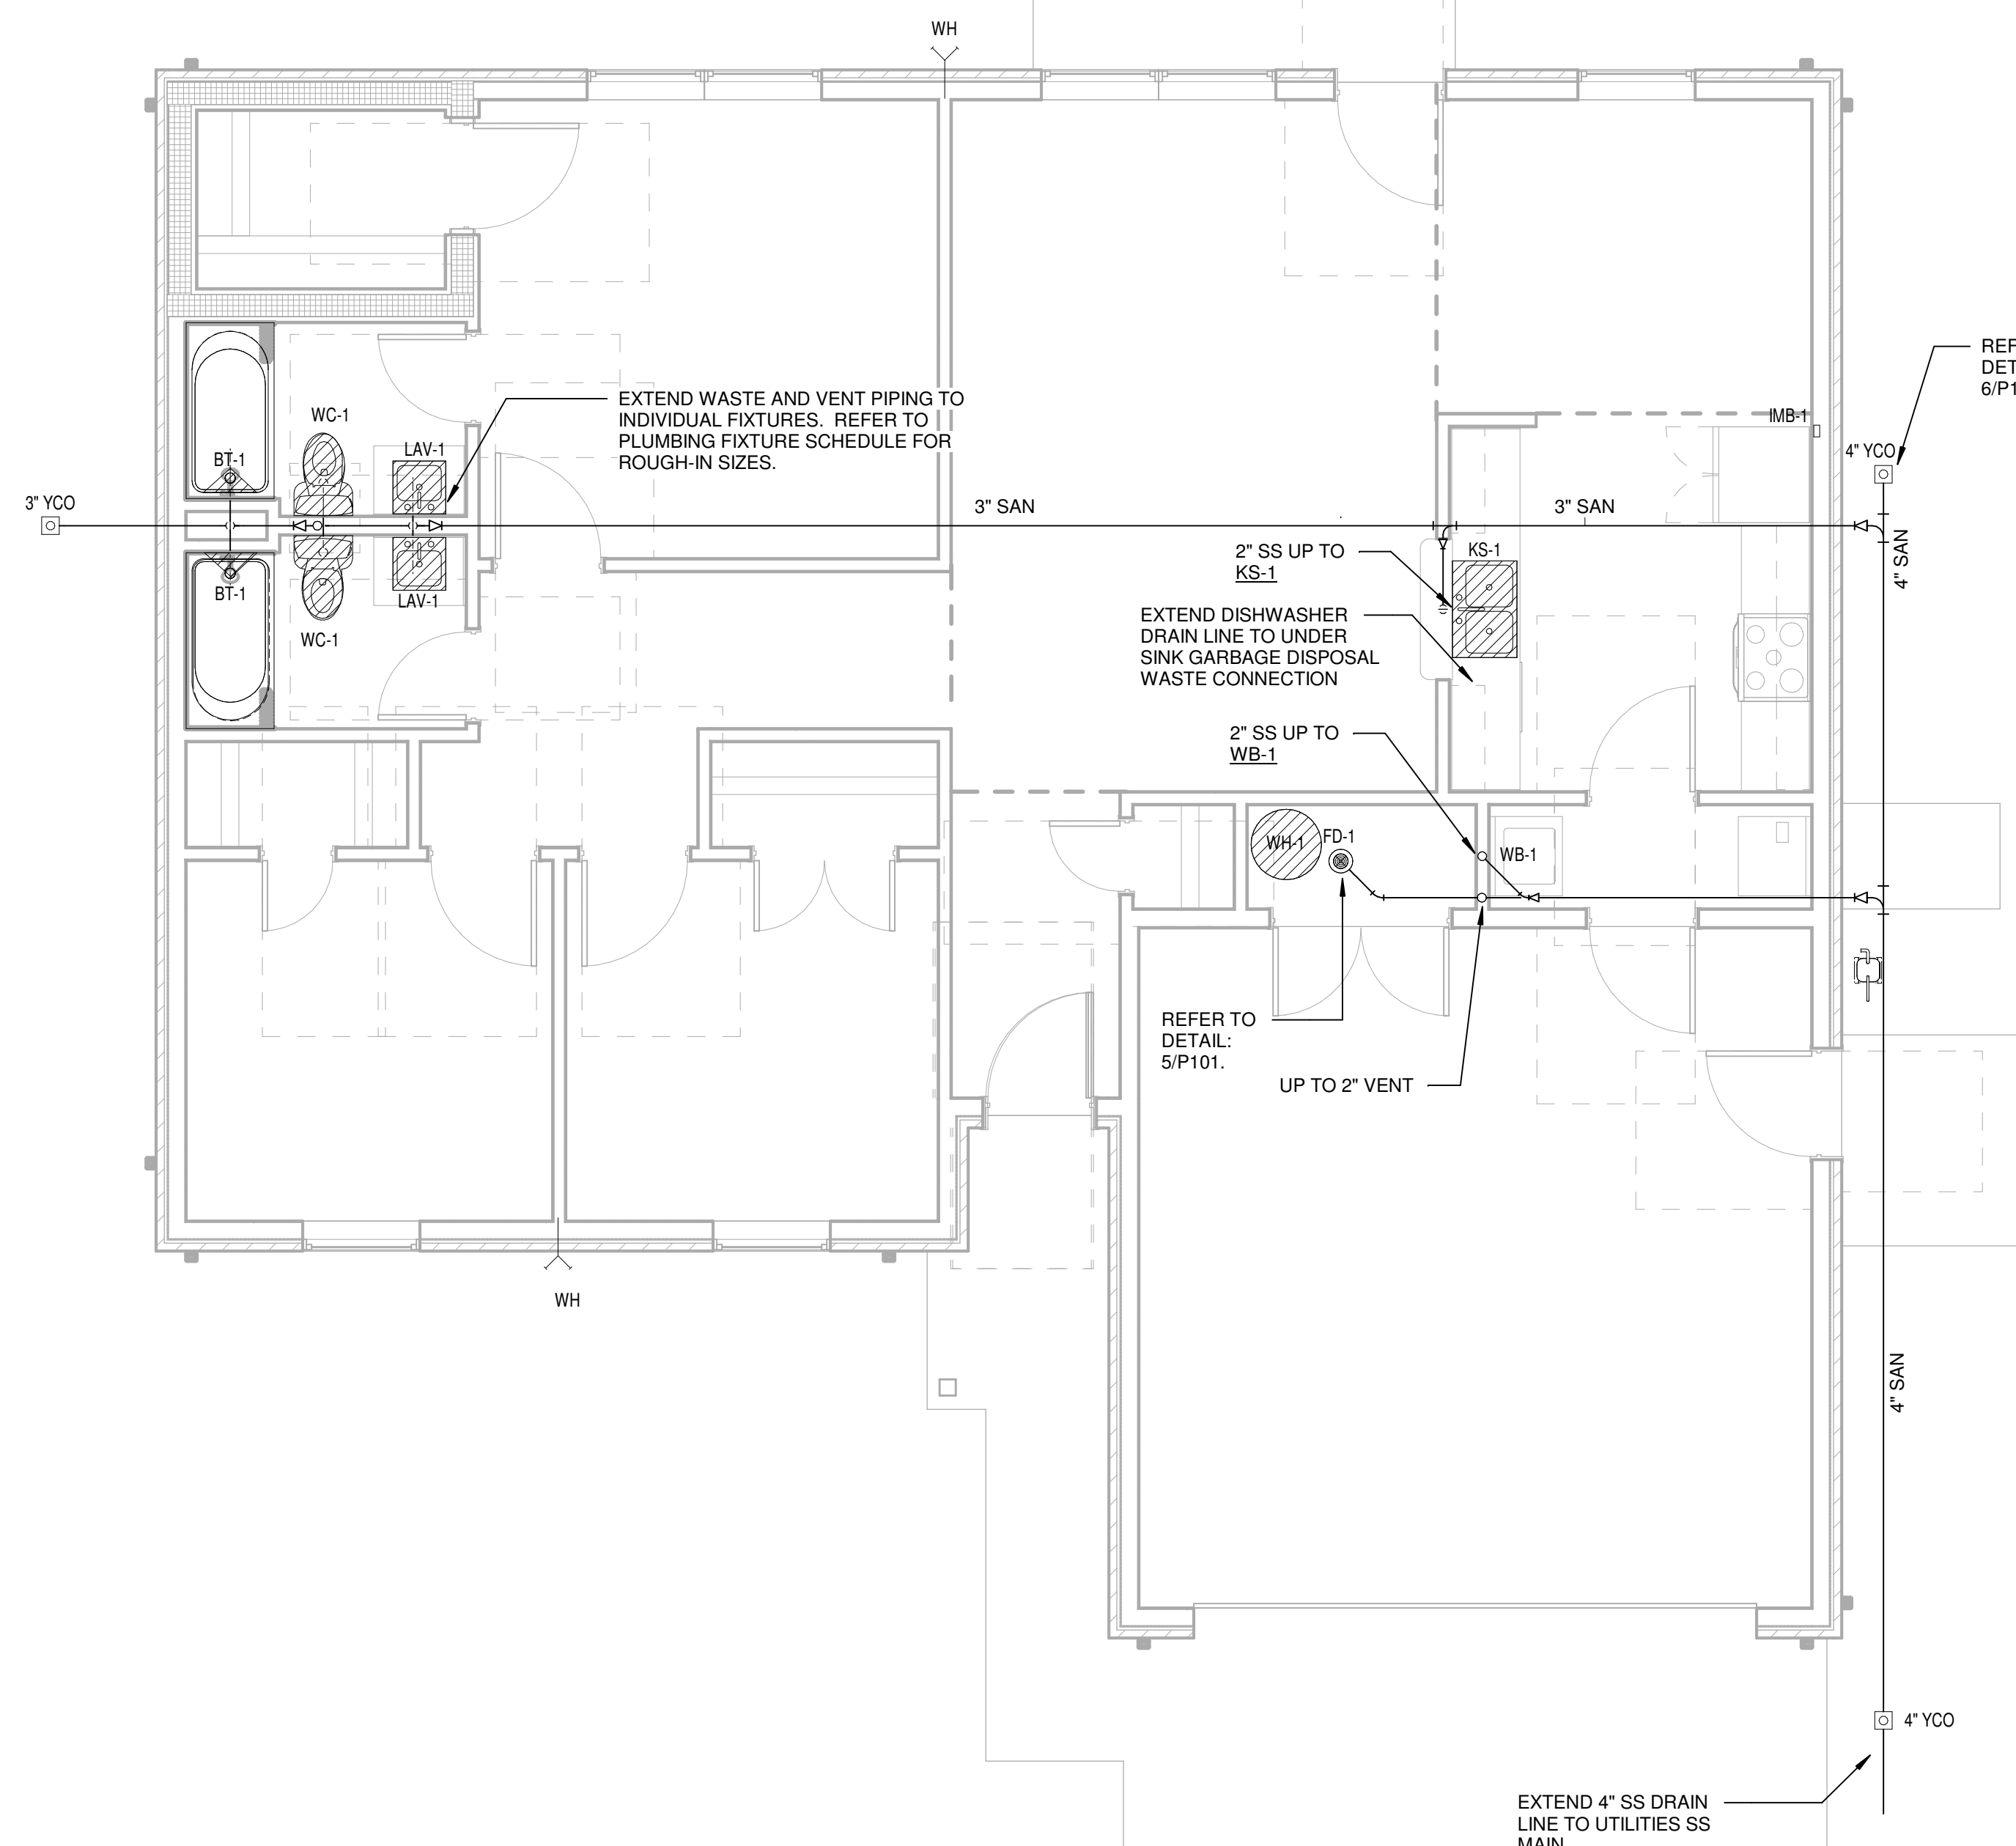 WH
REF
DET
6/P1
EXTEND WASTE AND VENT PIPING TO
INDIVIDUAL FIXTURES.  REFER TO
PLUMBING FIXTURE SCHEDULE FOR
ROUGH-IN SIZES.
WC-1
IMB-1
LAV-1
BT-1
4" YCO
3" YCO
3" SAN
3" SAN
4" SAN
2" SS UP TO
KS-1
KS-1
BT-1
LAV-1
WC-1
EXTEND DISHWASHER
DRAIN LINE TO UNDER
SINK GARBAGE DISPOSAL
WASTE CONNECTION
2" SS UP TO
WB-1
WH-1
FD-1
WB-1
REFER TO
DETAIL:
5/P101.
UP TO 2" VENT
WH
4" SAN
4" YCO
EXTEND 4" SS DRAIN
LINE TO UTILITIES SS
MAIN